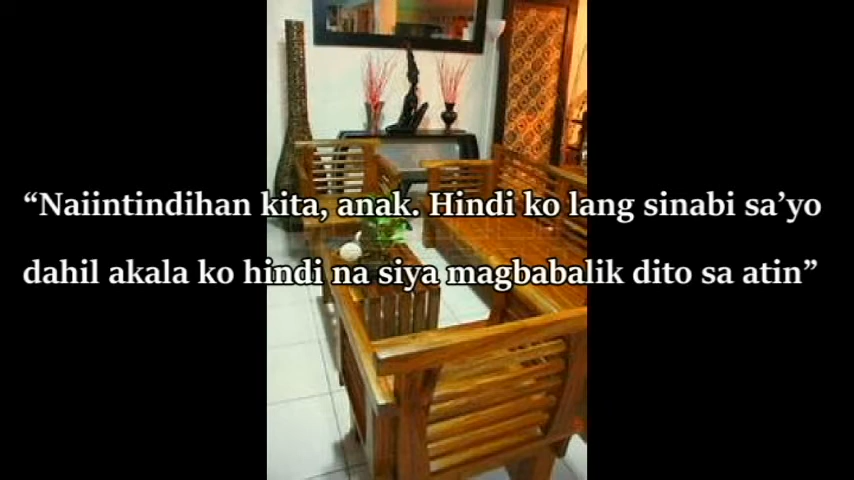 “Naiintindihan kita, anak. Hindi ko lang sinabi sa’yo
dahil akala ko hindi na siya magbabalik dito sa atin”